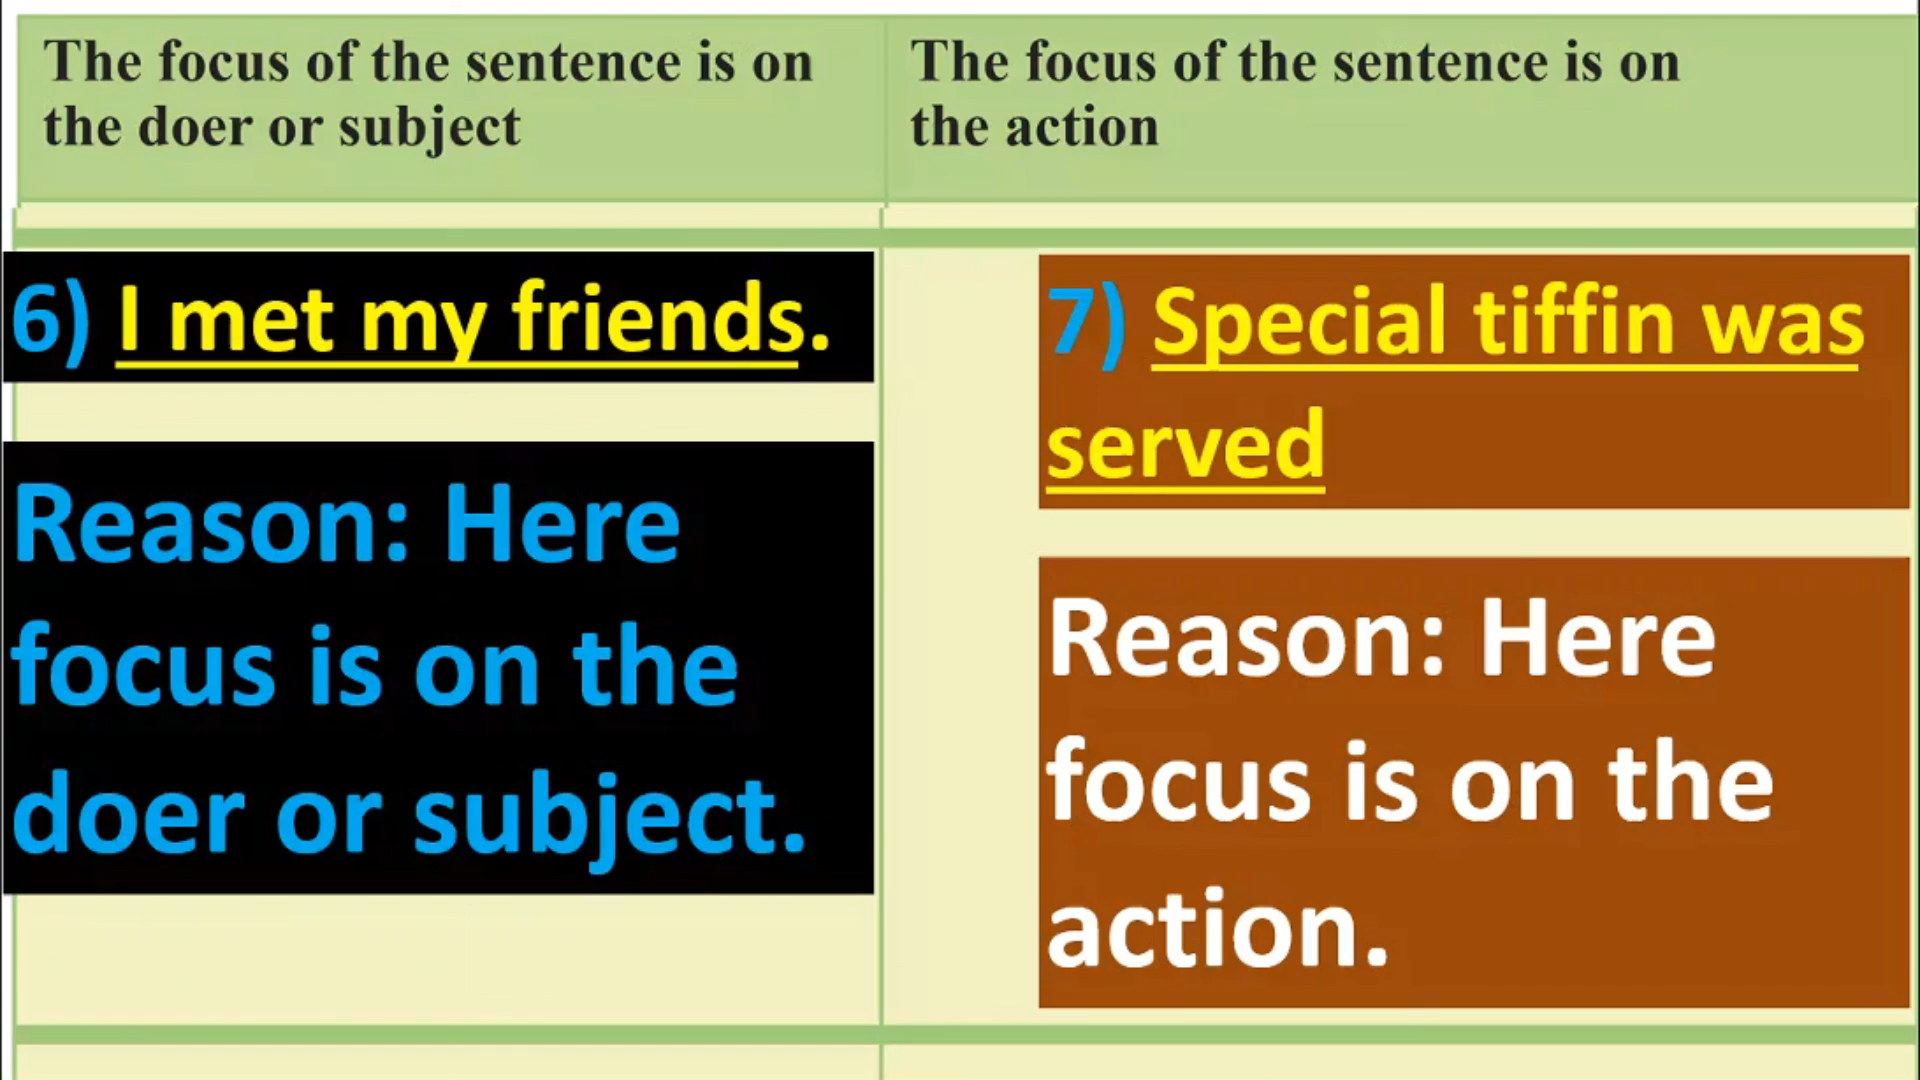 The focus of the sentence is on
the doer or subject
The focus of the sentence is on
the action
6) I met my friends.
Reason: Here
focus is on the
doer or subject.
7) Special tiffin was
served
Reason: Here
focus is on the
action.